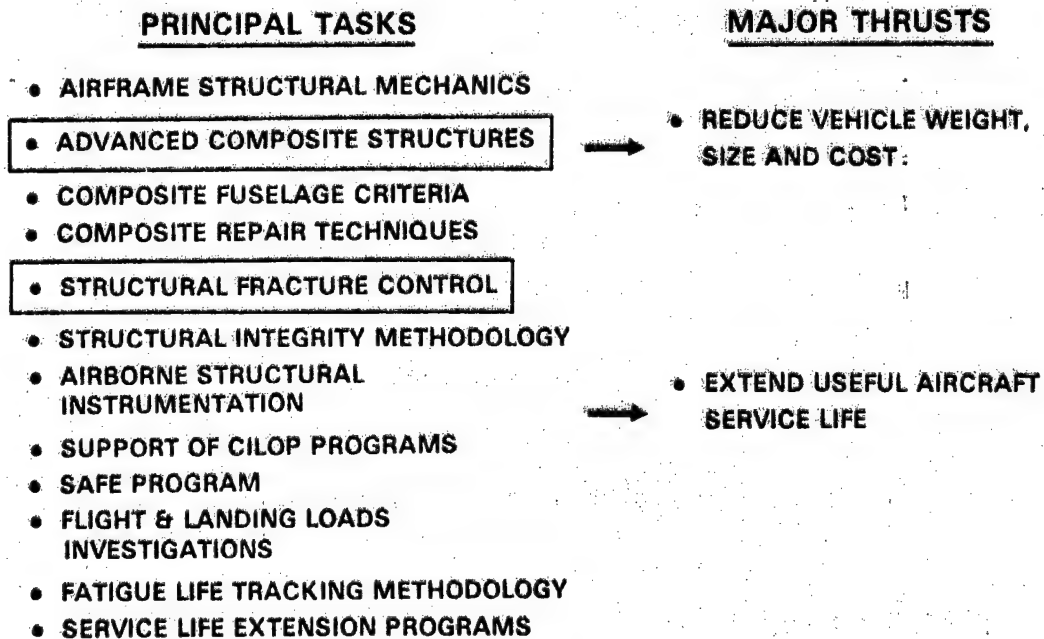 PRINCIPAL TASKS
• AIRFRAME STRUCTURAL MECHANICS
• ADVANCED COMPOSITE STRUCTURES
• COMPOSITE FUSELAGE CRITERIA
• COMPOSITE REPAIR TECHNIQUES
• STRUCTURAL FRACTURE CONTROL
• STRUCTURAL INTEGRITY METHODOLOGY
• AIRBORNE STRUCTURAL
INSTRUMENTATION
• SUPPORT OF CILOP PROGRAMS
• SAFE PROGRAM
• FLIGHT & LANDING LOADS
INVESTIGATIONS
• FATIGUE LIFE TRACKING METHODOLOGY
• SERVICE LIFE EXTENSION PROGRAMS
MAJOR THRUSTS
• REDUCE VEHICLE WEIGHT,
SIZE AND COST
• EXTEND USEFUL AIRCRAFT
SERVICE LIFE